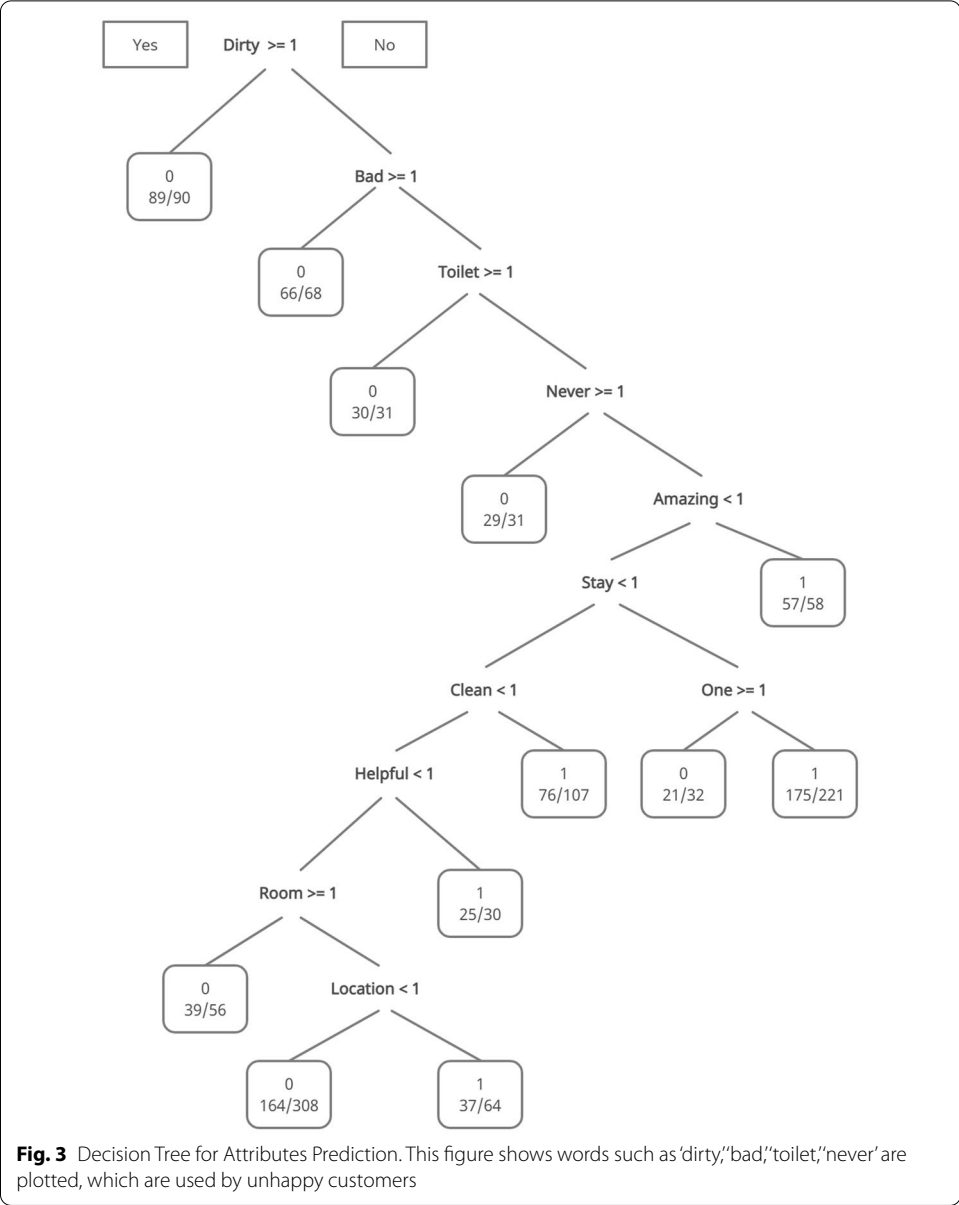 Yes
Dirty >= 1
No
0
89/90
Bad >= 1
0
66/68
Toilet >= 1
0
30/31
Never >= 1
0
29/31
Amazing < 1
1
57/58
Stay < 1
Clean < 1
One >= 1
1
76/107
0
21/32
1
175/221
Helpful < 1
1
25/30
Room >= 1
0
39/56
Location < 1
0
164/308
1
37/64
Fig. 3 Decision Tree for Attributes Prediction. This figure shows words such as ‘dirty,’‘bad,’‘toilet,’‘never’ are
plotted, which are used by unhappy customers